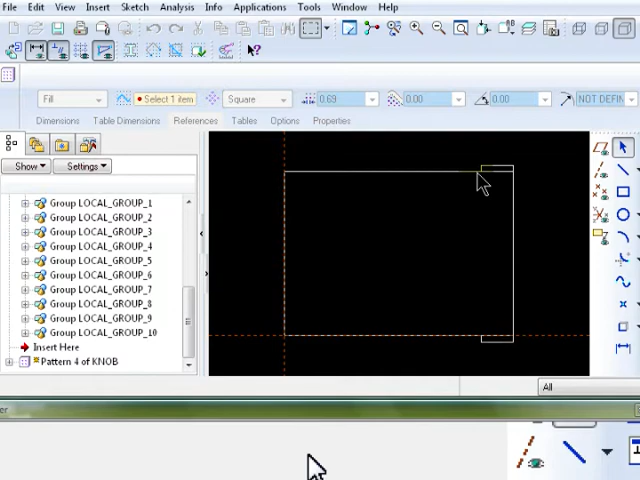 File Edit View Insert Sketch Analysis Info Applications Tools Window Help
Fill Select 1 item Square 0.69 0.00 0.00 NOT DEFIN
Dimensions Table Dimensions References Tables Options Properties
Show Settings
Group LOCAL_GROUP_1
Group LOCAL_GROUP_2
Group LOCAL_GROUP_3
Group LOCAL_GROUP_4
Group LOCAL_GROUP_5
Group LOCAL_GROUP_6
Group LOCAL_GROUP_7
Group LOCAL_GROUP_8
Group LOCAL_GROUP_9
Group LOCAL_GROUP_10
Insert Here
Pattern 4 of KNOB
All
er